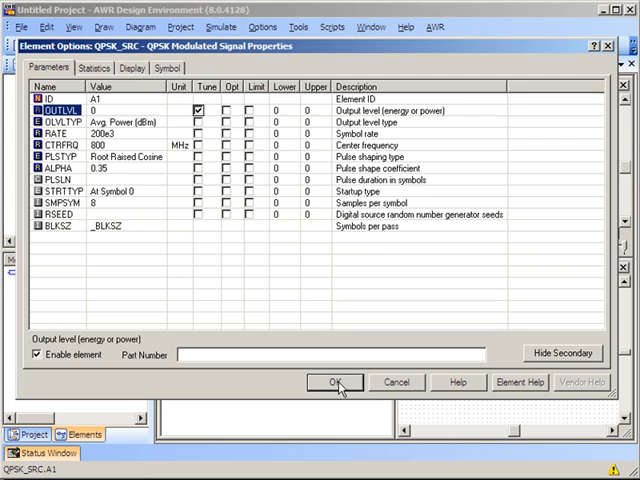 Untitled Project - AWR Design Environment (8.0.4128)
File Edit View Draw Diagram Project Simulate Options Tools Scripts Window Help AWR
Element Options: QPSK_SRC - QPSK Modulated Signal Properties
Parameters Statistics Display Symbol
Name Value Unit Tune Opt Limit Lower Upper Description
ID A1 Element ID
OUTLVL 0 0 0 Output level (energy or power)
OLVLTYP Avg. Power (dBm) Output level type
RATE 200e3 0 0 Symbol rate
CTRFRQ 800 MHz 0 0 Center frequency
PLSTYP Root Raised Cosine Pulse shaping type
ALPHA 0.35 0 0 Pulse shape coefficient
PLSLN 0 0 Pulse duration in symbols
STRTTYP At Symbol 0 Startup type
SMPSYM 8 0 0 Samples per symbol
RSEED 0 0 Digital source random number generator seeds
BLKSZ _BLKSZ Symbols per pass
Output level (energy or power)
Enable element Part Number Hide Secondary
OK Cancel Help Element Help Vendor Help
Project Elements
Status Window
QPSK_SRC.A1